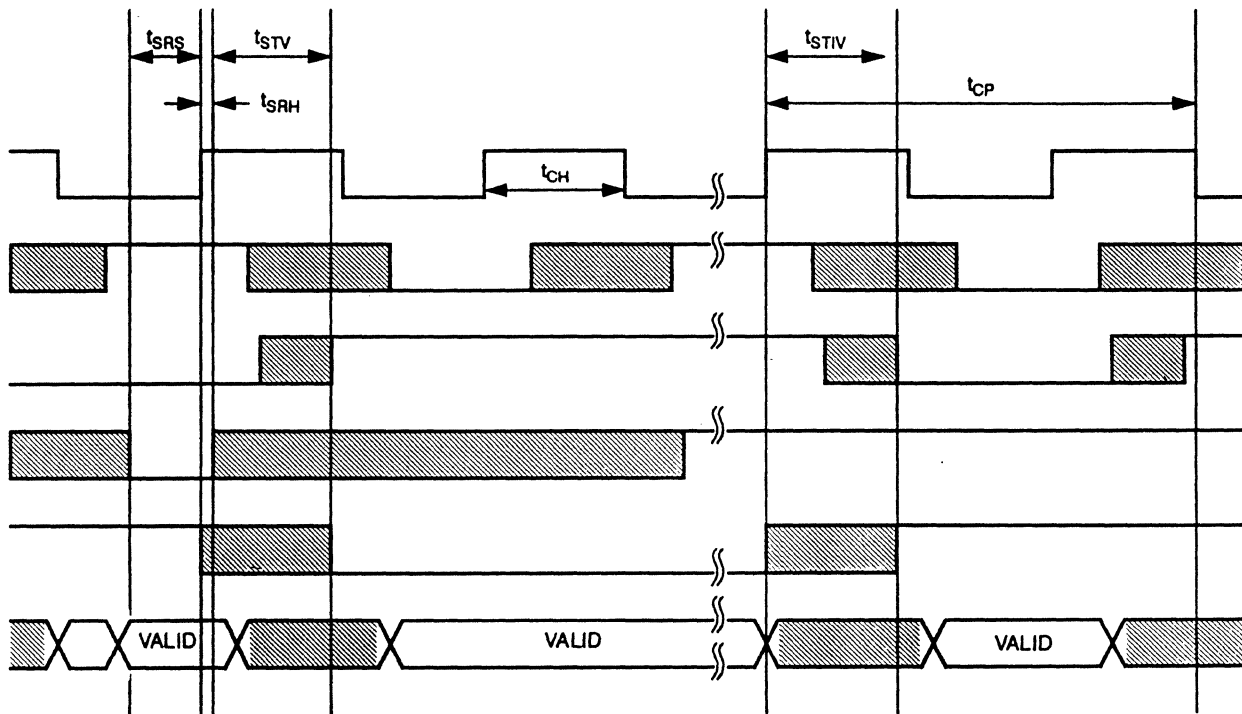 tSRS
tSTV
tSTIV
tSRH
tCP
tCH
VALID
VALID
VALID